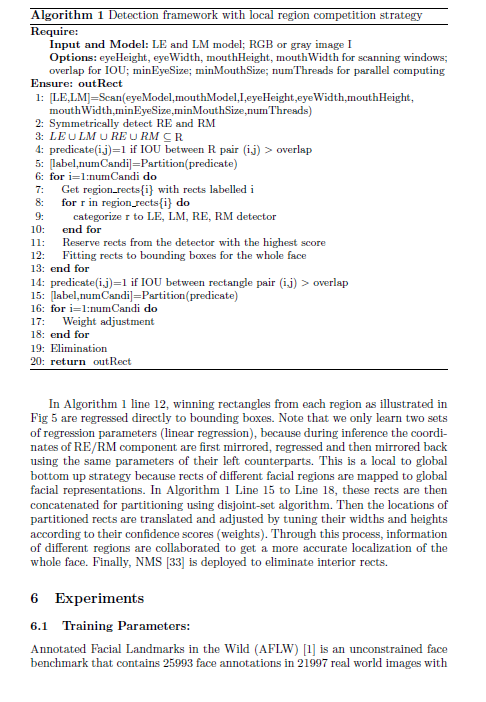 Algorithm 1 Detection framework with local region competition strategy
Require:
Input and Model: LE and LM model; RGB or gray image I
Options: eyeHeight, eyeWidth, mouthHeight, mouthWidth for scanning windows;
overlap for IOU; minEyeSize; minMouthSize; numThreads for parallel computing
Ensure: outRect
1: [LE,LM]=Scan(eyeModel,mouthModel,I,eyeHeight,eyeWidth,mouthHeight,
mouthWidth,minEyeSize,minMouthSize,numThreads)
2: Symmetrically detect RE and RM
3: LE ∪ LM ∪ RE ∪ RM ⊆ R
4: predicate(i,j)=1 if IOU between R pair (i,j) > overlap
5: [label,numCandi]=Partition(predicate)
6: for i=1:numCandi do
7: Get region_rects{i} with rects labelled i
8: for r in region_rects{i} do
9: categorize r to LE, LM, RE, RM detector
10: end for
11: Reserve rects from the detector with the highest score
12: Fitting rects to bounding boxes for the whole face
13: end for
14: predicate(i,j)=1 if IOU between rectangle pair (i,j) > overlap
15: [label,numCandi]=Partition(predicate)
16: for i=1:numCandi do
17: Weight adjustment
18: end for
19: Elimination
20: return outRect
In Algorithm 1 line 12, winning rectangles from each region as illustrated in
Fig 5 are regressed directly to bounding boxes. Note that we only learn two sets
of regression parameters (linear regression), because during inference the coordi-
nates of RE/RM component are first mirrored, regressed and then mirrored back
using the same parameters of their left counterparts. This is a local to global
bottom up strategy because rects of different facial regions are mapped to global
facial representations. In Algorithm 1 Line 15 to Line 18, these rects are then
concatenated for partitioning using disjoint-set algorithm. Then the locations of
partitioned rects are translated and adjusted by tuning their widths and heights
according to their confidence scores (weights). Through this process, information
of different regions are collaborated to get a more accurate localization of the
whole face. Finally, NMS [33] is deployed to eliminate interior rects.
6 Experiments
6.1 Training Parameters:
Annotated Facial Landmarks in the Wild (AFLW) [1] is an unconstrained face
benchmark that contains 25993 face annotations in 21997 real world images with